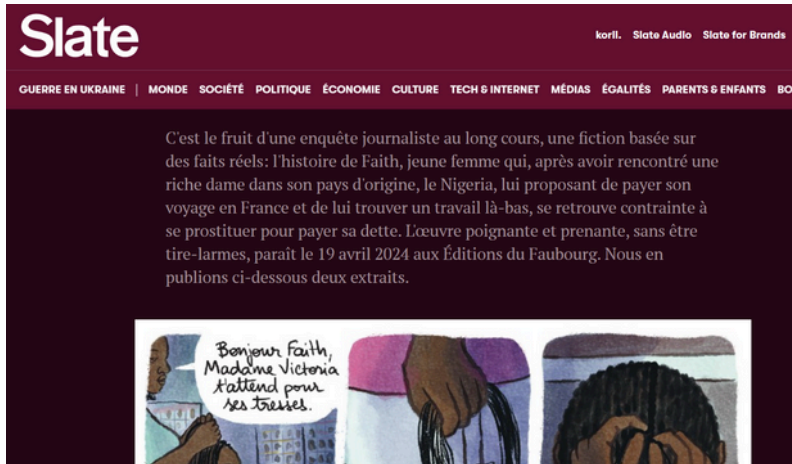 Slate
korii. Slate Audio Slate for Brands
GUERRE EN UKRAINE | MONDE SOCIÉTÉ POLITIQUE ÉCONOMIE CULTURE TECH & INTERNET MÉDIAS ÉGALITÉS PARENTS & ENFANTS BO
C'est le fruit d'une enquête journaliste au long cours, une fiction basée sur
des faits réels: l'histoire de Faith, jeune femme qui, après avoir rencontré une
riche dame dans son pays d'origine, le Nigeria, lui proposant de payer son
voyage en France et de lui trouver un travail là-bas, se retrouve contrainte à
se prostituer pour payer sa dette. L'œuvre poignante et prenante, sans être
tire-larmes, paraît le 19 avril 2024 aux Éditions du Faubourg. Nous en
publions ci-dessous deux extraits.
Bonjour Faith,
Madame Victoria
t'attend pour
ses tresses.